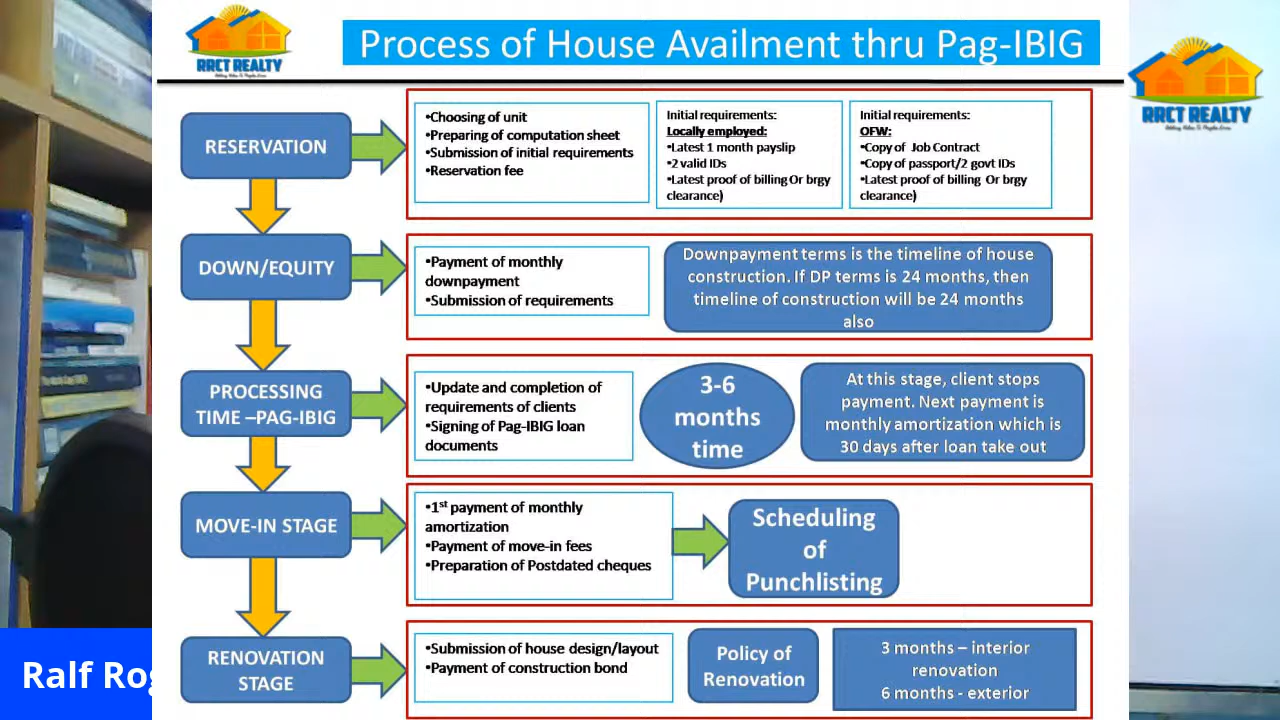 RRCT REALTY
Process of House Availment thru Pag-IBIG
RRCT REALTY
RESERVATION
•Choosing of unit
•Preparing of computation sheet
•Submission of initial requirements
•Reservation fee
Initial requirements:
Locally employed:
•Latest 1 month payslip
•2 valid IDs
•Latest proof of billing Or brgy
clearance)
Initial requirements:
OFW:
•Copy of Job Contract
•Copy of passport/2 govt IDs
•Latest proof of billing Or brgy
clearance)
DOWN/EQUITY
•Payment of monthly
downpayment
•Submission of requirements
Downpayment terms is the timeline of house
construction. If DP terms is 24 months, then
timeline of construction will be 24 months
also
PROCESSING
TIME –PAG-IBIG
•Update and completion of
requirements of clients
•Signing of Pag-IBIG loan
documents
3-6
months
time
At this stage, client stops
payment. Next payment is
monthly amortization which is
30 days after loan take out
MOVE-IN STAGE
•1st payment of monthly
amortization
•Payment of move-in fees
•Preparation of Postdated cheques
Scheduling
of
Punchlisting
RENOVATION
STAGE
•Submission of house design/layout
•Payment of construction bond
Policy of
Renovation
3 months – interior
renovation
6 months - exterior
Ralf Rog